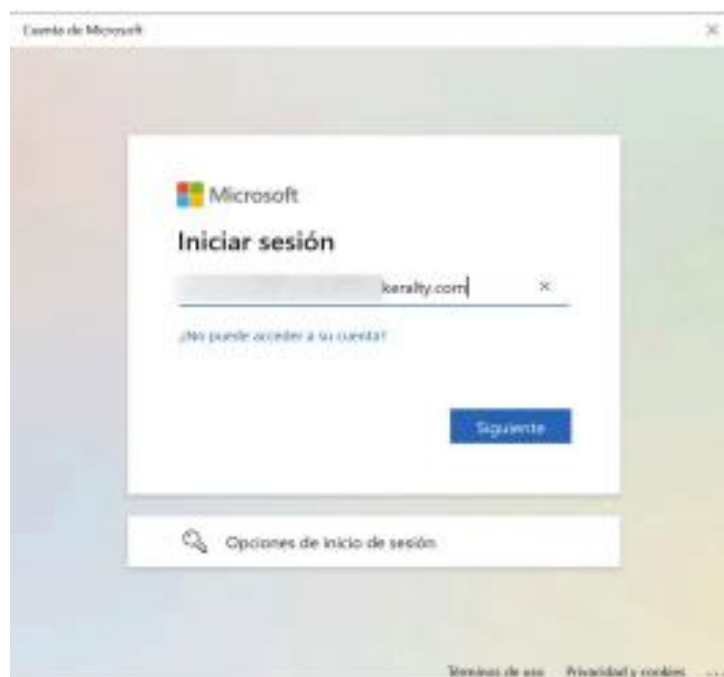 Cuenta de Microsoft
Microsoft
Iniciar sesión
keralty.com
¿No puede acceder a su cuenta?
Siguiente
Opciones de inicio de sesión
Términos de uso Privacidad y cookies ...